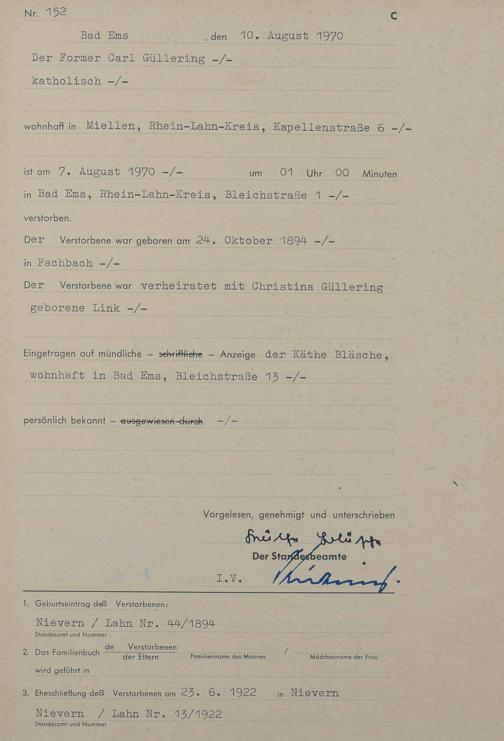 Nr. 152
C
Bad Ems , den 10. August 1970
Der Former Carl Güllering -/-
katholisch -/-
wohnhaft in Miellen, Rhein-Lahn-Kreis, Kapellenstraße 6 -/-
ist am 7. August 1970 -/- um 01 Uhr 00 Minuten
in Bad Ems, Rhein-Lahn-Kreis, Bleichstraße 1 -/-
verstorben.
Der Verstorbene war geboren am 24. Oktober 1894 -/-
in Fachbach -/-
Der Verstorbene war verheiratet mit Christina Güllering
geborene Link -/-
Eingetragen auf mündliche – schriftliche – Anzeige der Käthe Bläsche,
wohnhaft in Bad Ems, Bleichstraße 13 -/-
persönlich bekannt – ausgewiesen durch -/-
Vorgelesen, genehmigt und unterschrieben
Der Standesbeamte
I.V.
1. Geburtseintrag des Verstorbenen:
Nievern / Lahn Nr. 44/1894
Standesamt und Nummer
2. Das Familienbuch de Verstorbenen
der Eltern Familienname des Mannes / Mädchenname der Frau
wird geführt in
3. Eheschließung des Verstorbenen am 23. 6. 1922 in Nievern
Nievern / Lahn Nr. 13/1922
Standesamt und Nummer